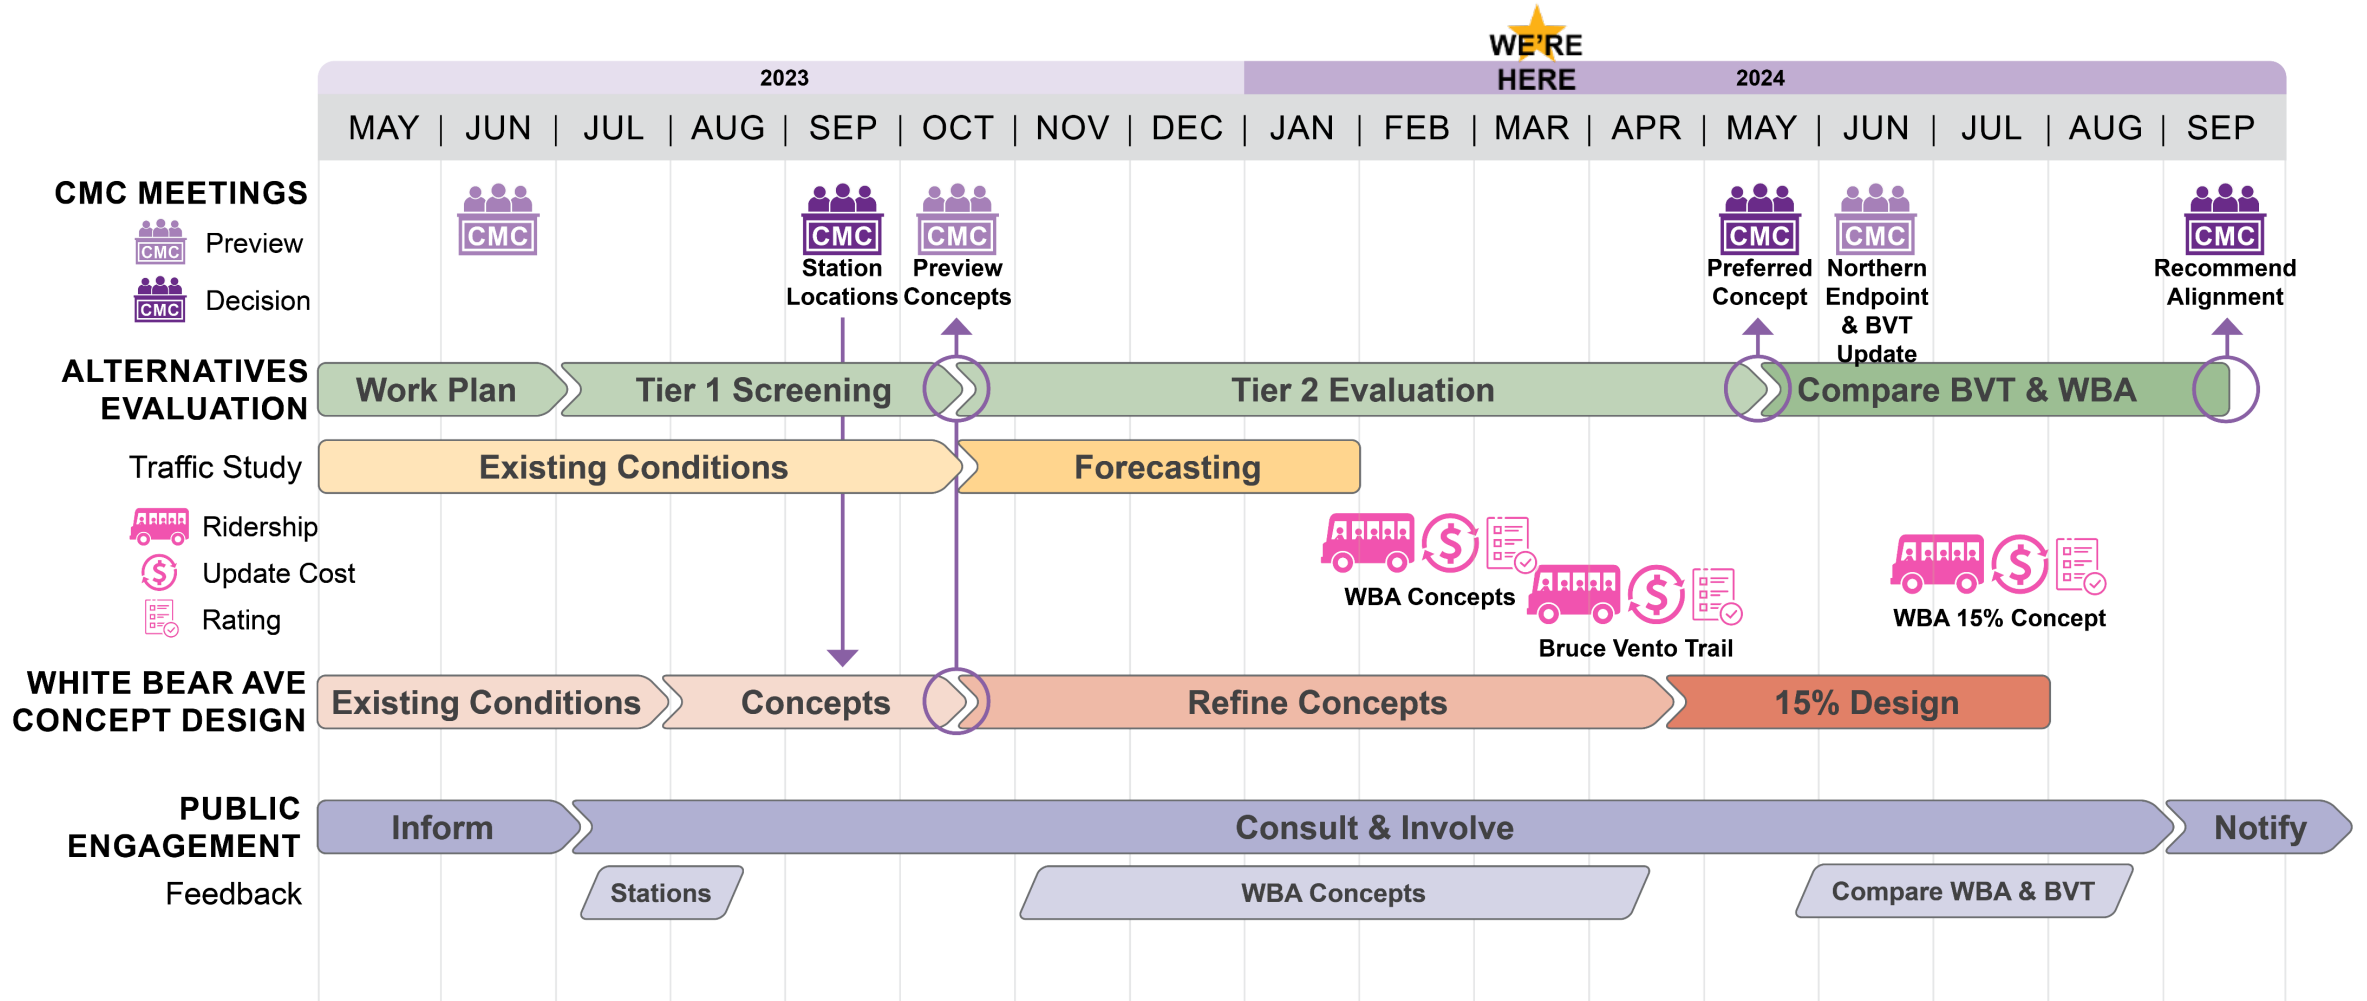 WE'RE
HERE
2023
2024
MAY | JUN | JUL | AUG | SEP | OCT | NOV | DEC | JAN | FEB | MAR | APR | MAY | JUN | JUL | AUG | SEP
CMC MEETINGS
CMC Preview
CMC Decision
CMC
CMC
Station
Locations
CMC
Preview
Concepts
CMC
Preferred
Concept
CMC
Northern
Endpoint
& BVT
Update
CMC
Recommend
Alignment
ALTERNATIVES
EVALUATION
Work Plan
Tier 1 Screening
Tier 2 Evaluation
Compare BVT & WBA
Traffic Study
Existing Conditions
Forecasting
Ridership
$ Update Cost
Rating
$
WBA Concepts
$
Bruce Vento Trail
$
WBA 15% Concept
WHITE BEAR AVE
CONCEPT DESIGN
Existing Conditions
Concepts
Refine Concepts
15% Design
PUBLIC
ENGAGEMENT
Inform
Consult & Involve
Notify
Feedback
Stations
WBA Concepts
Compare WBA & BVT